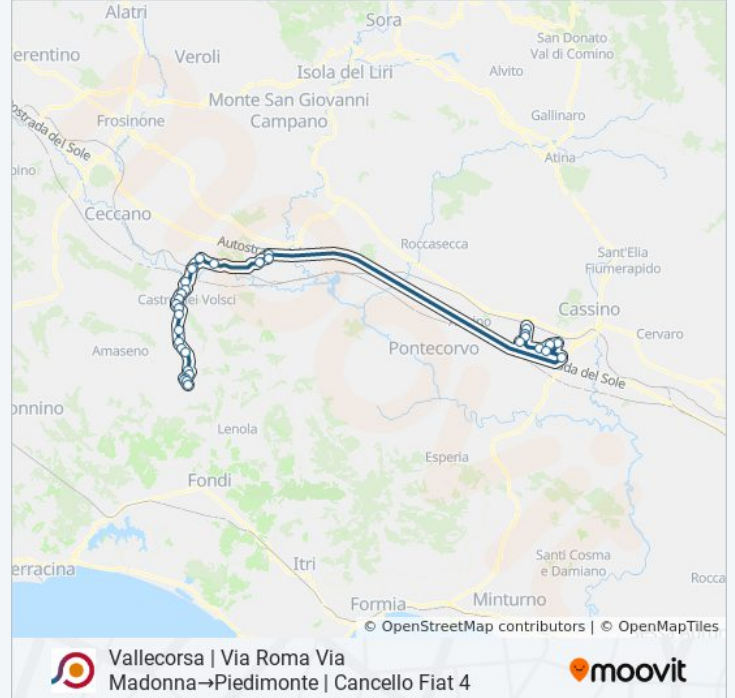 Alatri
Sora
San Donato
Val di Comino
erentino
Veroli
Isola del Liri
Alvito
Monte San Giovanni
Campano
Gallinaro
Frosinone
ostrada del Sole
Atina
pino
Ceccano
Autostra
Roccasecca
Sant'Elia
Fiumerapido
Castro dei Volsci
Cassino
Cervaro
Amaseno
Pontecorvo
da del Sole
onnino
Lenola
Esperia
Fondi
Itri
Santi Cosma
e Damiano
erracina
Rocca
Formia
Minturno
© OpenStreetMap contributors | © OpenMapTiles
Vallecorsa | Via Roma Via
Madonna→Piedimonte | Cancello Fiat 4
moovit